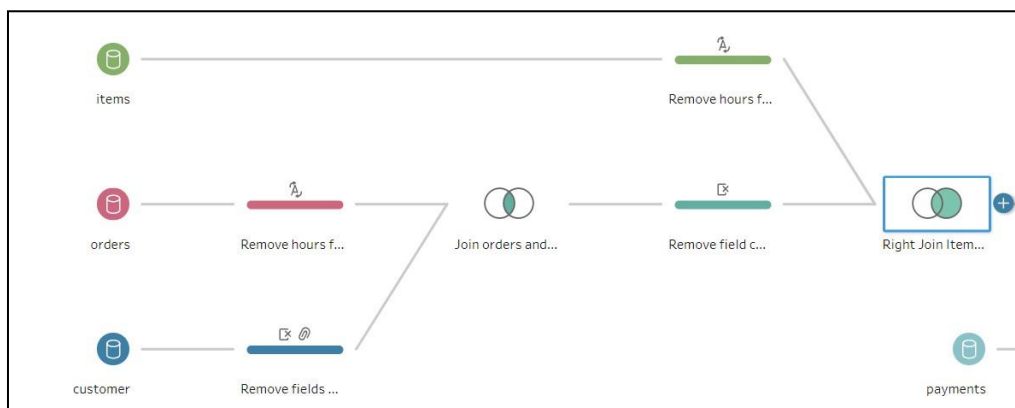 items
Remove hours f...
orders
Remove hours f...
Join orders and...
Remove field c...
Right Join Item...
customer
Remove fields ...
payments